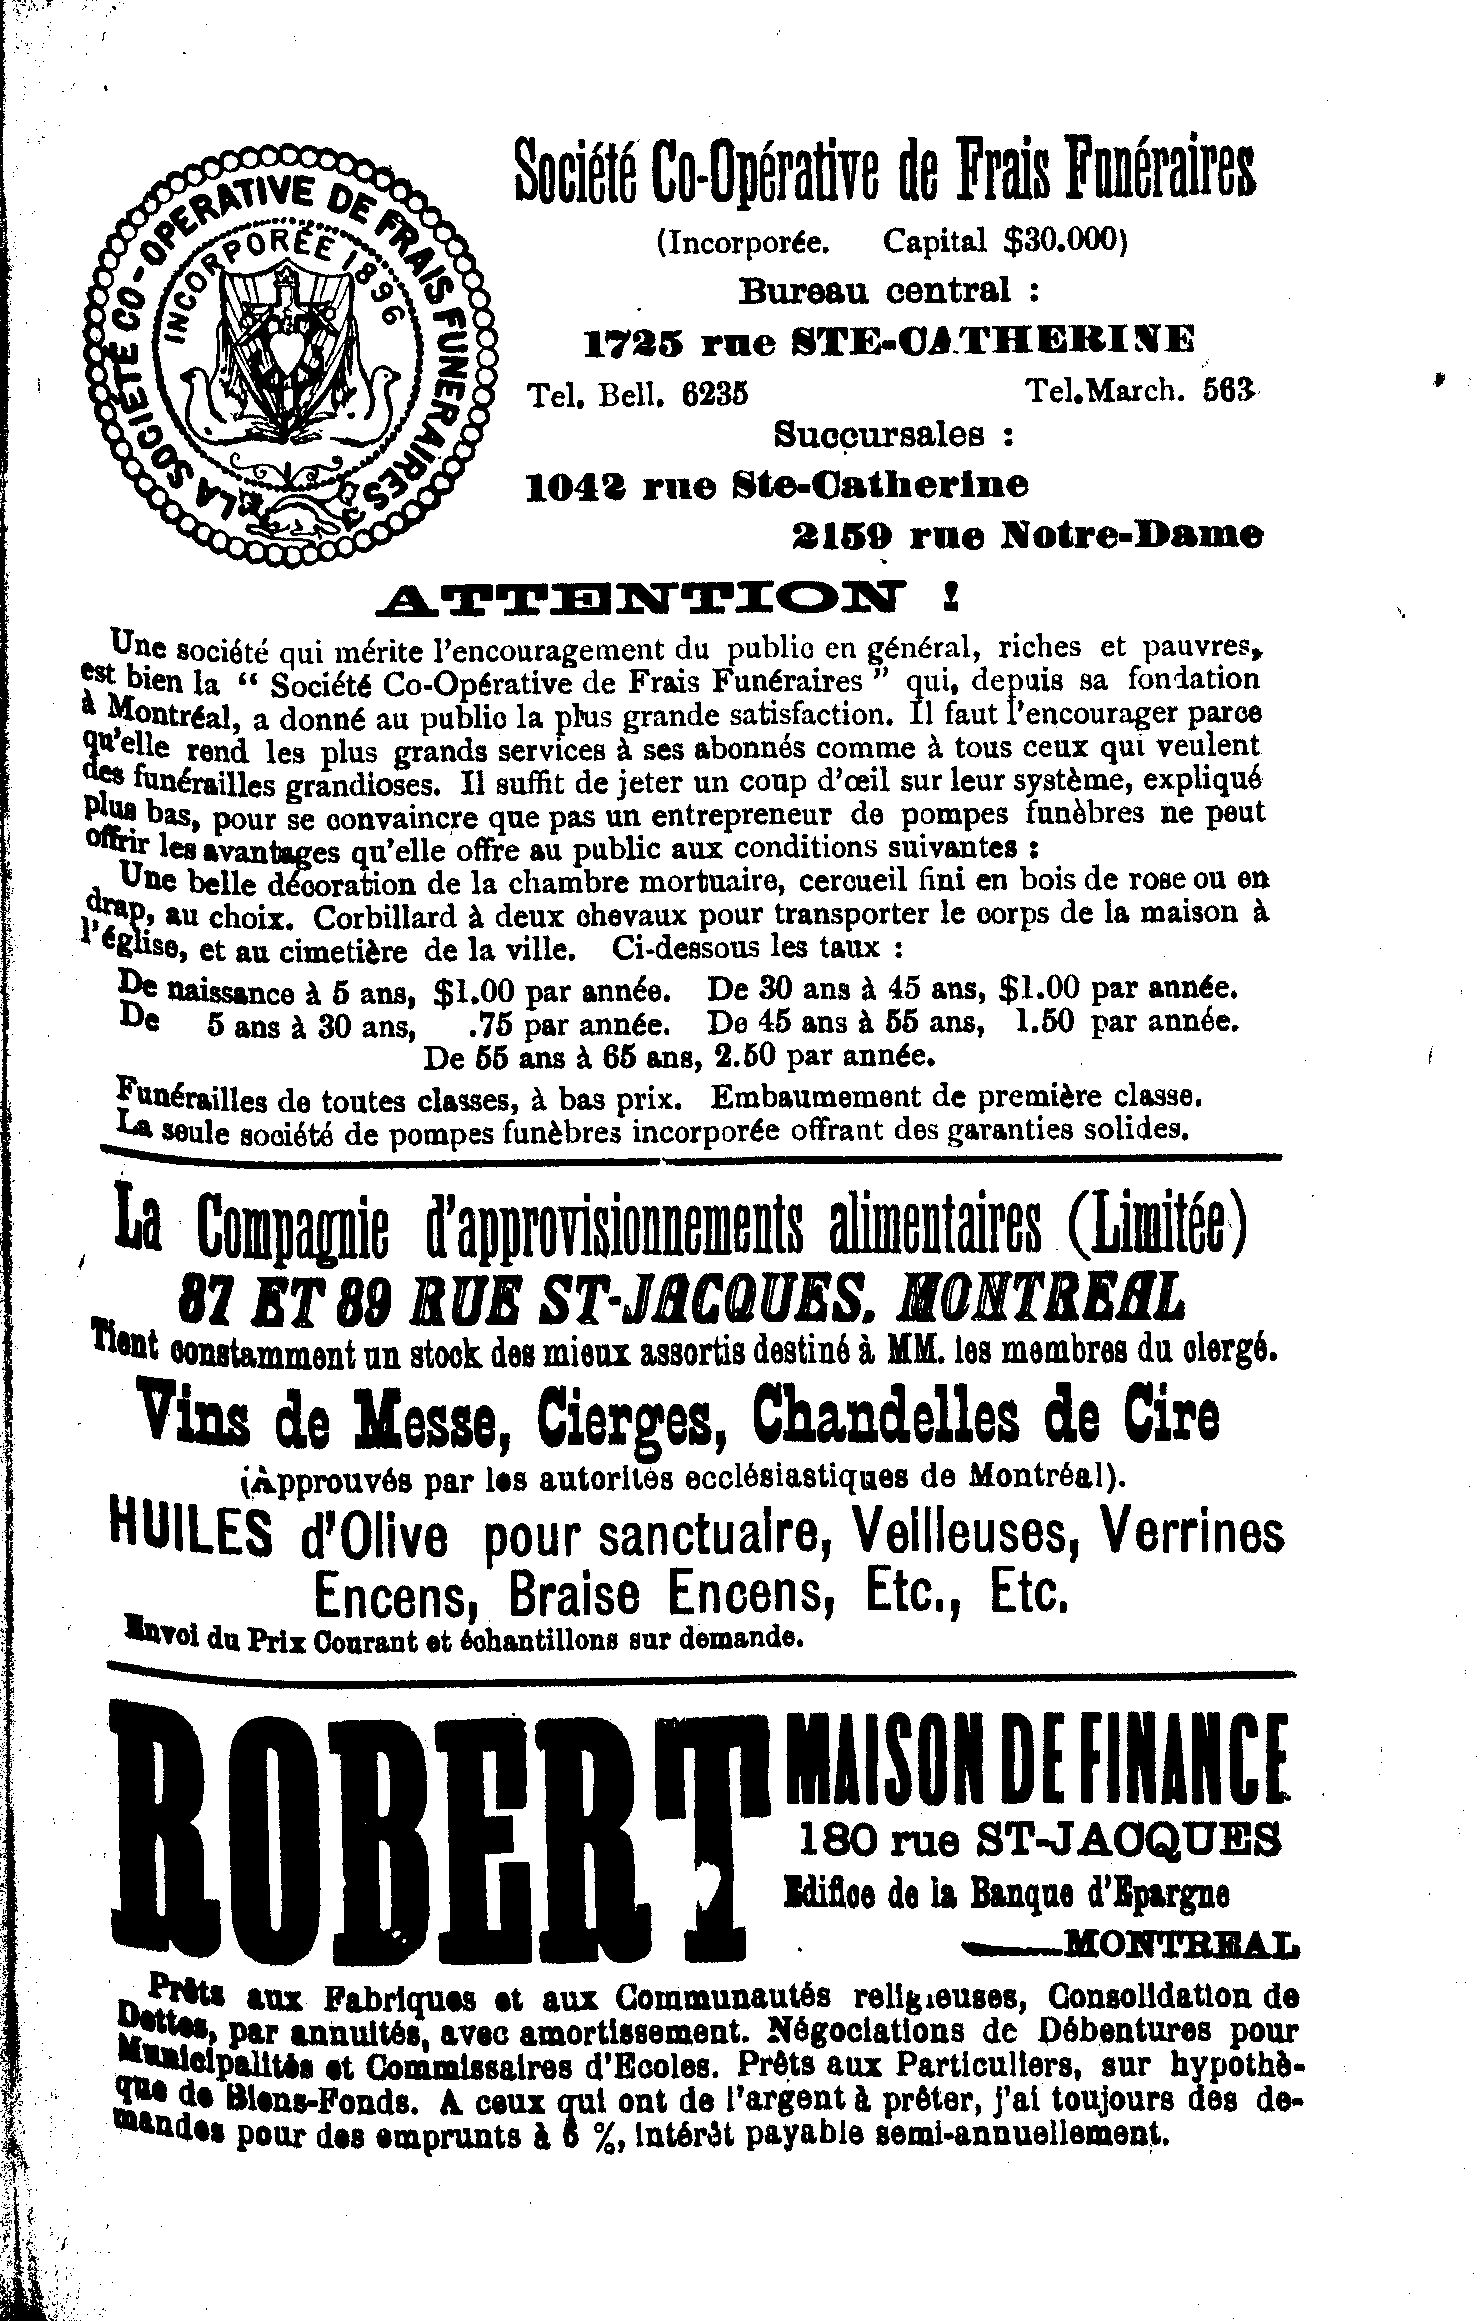 LA SOCIÉTÉ CO-OPERATIVE DE FRAIS FUNÉRAIRES
INCORPORÉE 1896
Société Co-Opérative de Frais Funéraires
(Incorporée. Capital $30.000)
Bureau central :
1725 rue STE-CATHERINE
Tel. Bell. 6235 Tel. March. 563
Succursales :
1042 rue Ste-Catherine
2159 rue Notre-Dame
ATTENTION !
Une société qui mérite l'encouragement du public en général, riches et pauvres,
est bien la “ Société Co-Opérative de Frais Funéraires ” qui, depuis sa fondation
à Montréal, a donné au public la plus grande satisfaction. Il faut l'encourager parce
qu'elle rend les plus grands services à ses abonnés comme à tous ceux qui veulent
des funérailles grandioses. Il suffit de jeter un coup d'œil sur leur système, expliqué
plus bas, pour se convaincre que pas un entrepreneur de pompes funèbres ne peut
offrir les avantages qu'elle offre au public aux conditions suivantes :
Une belle décoration de la chambre mortuaire, cercueil fini en bois de rose ou en
drap, au choix. Corbillard à deux chevaux pour transporter le corps de la maison à
l'église, et au cimetière de la ville. Ci-dessous les taux :
De naissance à 5 ans, $1.00 par année. De 30 ans à 45 ans, $1.00 par année.
De 5 ans à 30 ans, .75 par année. De 45 ans à 55 ans, 1.50 par année.
De 55 ans à 65 ans, 2.50 par année.
Funérailles de toutes classes, à bas prix. Embaumement de première classe.
La seule société de pompes funèbres incorporée offrant des garanties solides.
La Compagnie d'approvisionnements alimentaires (Limitée)
87 ET 89 RUE ST-JACQUES. MONTREAL
Tient constamment un stock des mieux assortis destiné à MM. les membres du clergé.
Vins de Messe, Cierges, Chandelles de Cire
(Approuvés par les autorités ecclésiastiques de Montréal).
HUILES d'Olive pour sanctuaire, Veilleuses, Verrines
Encens, Braise Encens, Etc., Etc.
Envoi du Prix Courant et échantillons sur demande.
ROBERT MAISON DE FINANCE
180 rue ST-JACQUES
Edifice de la Banque d'Epargne
MONTREAL
Prêts aux Fabriques et aux Communautés religieuses, Consolidation de
Dettes, par annuités, avec amortissement. Négociations de Débentures pour
Municipalités et Commissaires d'Ecoles. Prêts aux Particuliers, sur hypothè-
que de Biens-Fonds. A ceux qui ont de l'argent à prêter, j'ai toujours des de-
mandes pour des emprunts à 6 %, intérêt payable semi-annuellement.